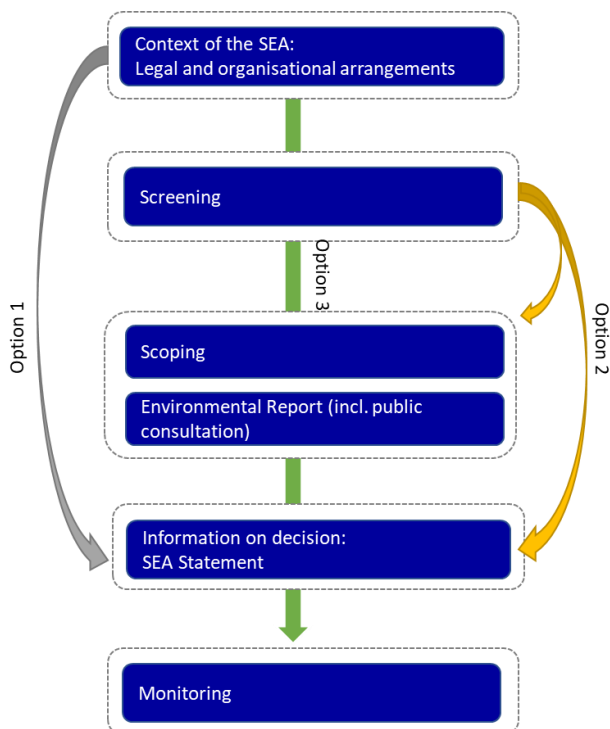 Context of the SEA:
Legal and organisational arrangements
Screening
Option 3
Option 1
Option 2
Scoping
Environmental Report (incl. public
consultation)
Information on decision:
SEA Statement
Monitoring